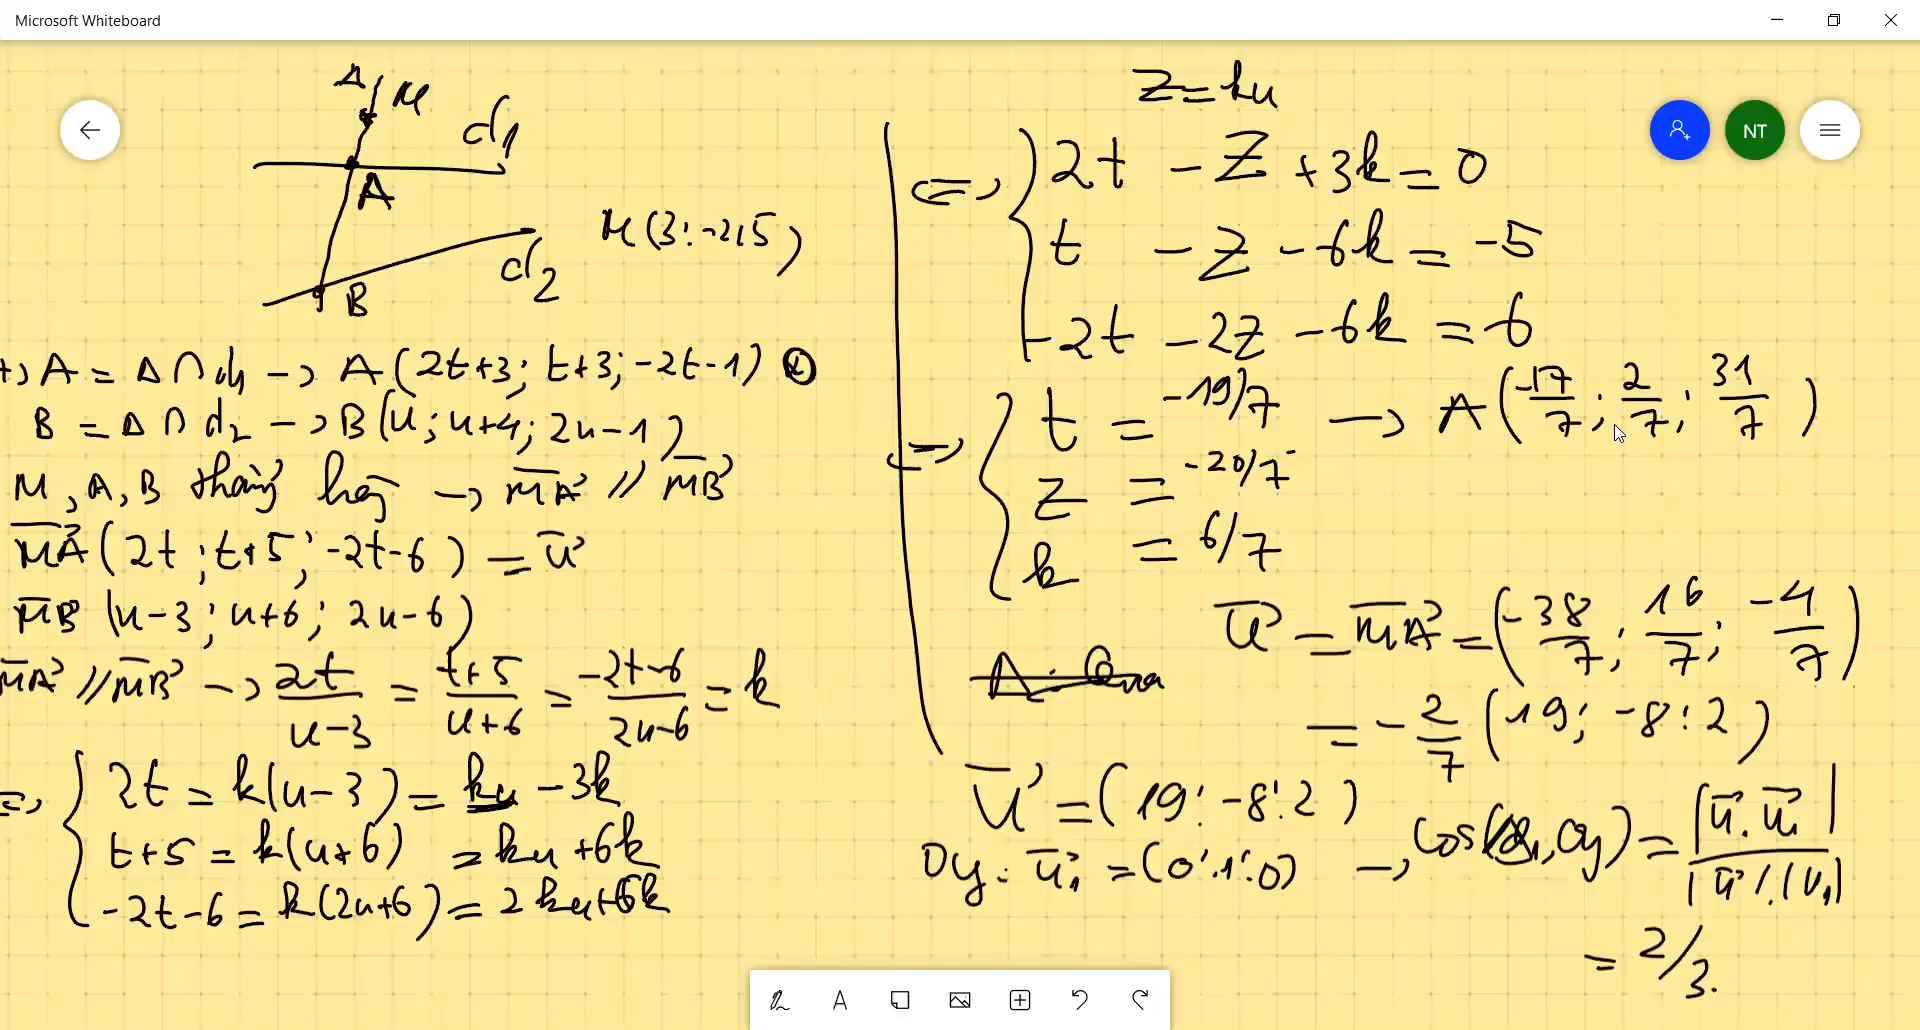 Microsoft Whiteboard
Δ M
d1
A
M(3;-2;5)
d2
B
+) A = Δ ∩ d1 → A(2t+3; t+3; -2t-1)
B = Δ ∩ d2 → B(u; u+4; 2u-1)
M, A, B thẳng hàng → MA // MB
MA(2t; t+5; -2t-6) = u
MB(u-3; u+6; 2u-6)
MA // MB → 2t/(u-3) = (t+5)/(u+6) = (-2t-6)/(2u-6) = k
⇔ { 2t = k(u-3) = ku - 3k
t+5 = k(u+6) = ku + 6k
-2t-6 = k(2u+6) = 2ku+6k
Z = ku
⇔ { 2t - Z + 3k = 0
t - Z - 6k = -5
-2t - 2Z - 6k = 6
⇔ { t = -19/7 → A(-17/7; 2/7; 31/7)
Z = -20/7
k = 6/7
u = MA = (-38/7; 16/7; -4/7)
Δ: Qua
= -2/7 (19; -8; 2)
u = (19; -8; 2)
Oy: u1 = (0; 1; 0) → cos( , Oy) = |u.u1| / |u|.|u1|
= 2/3.
NT
A